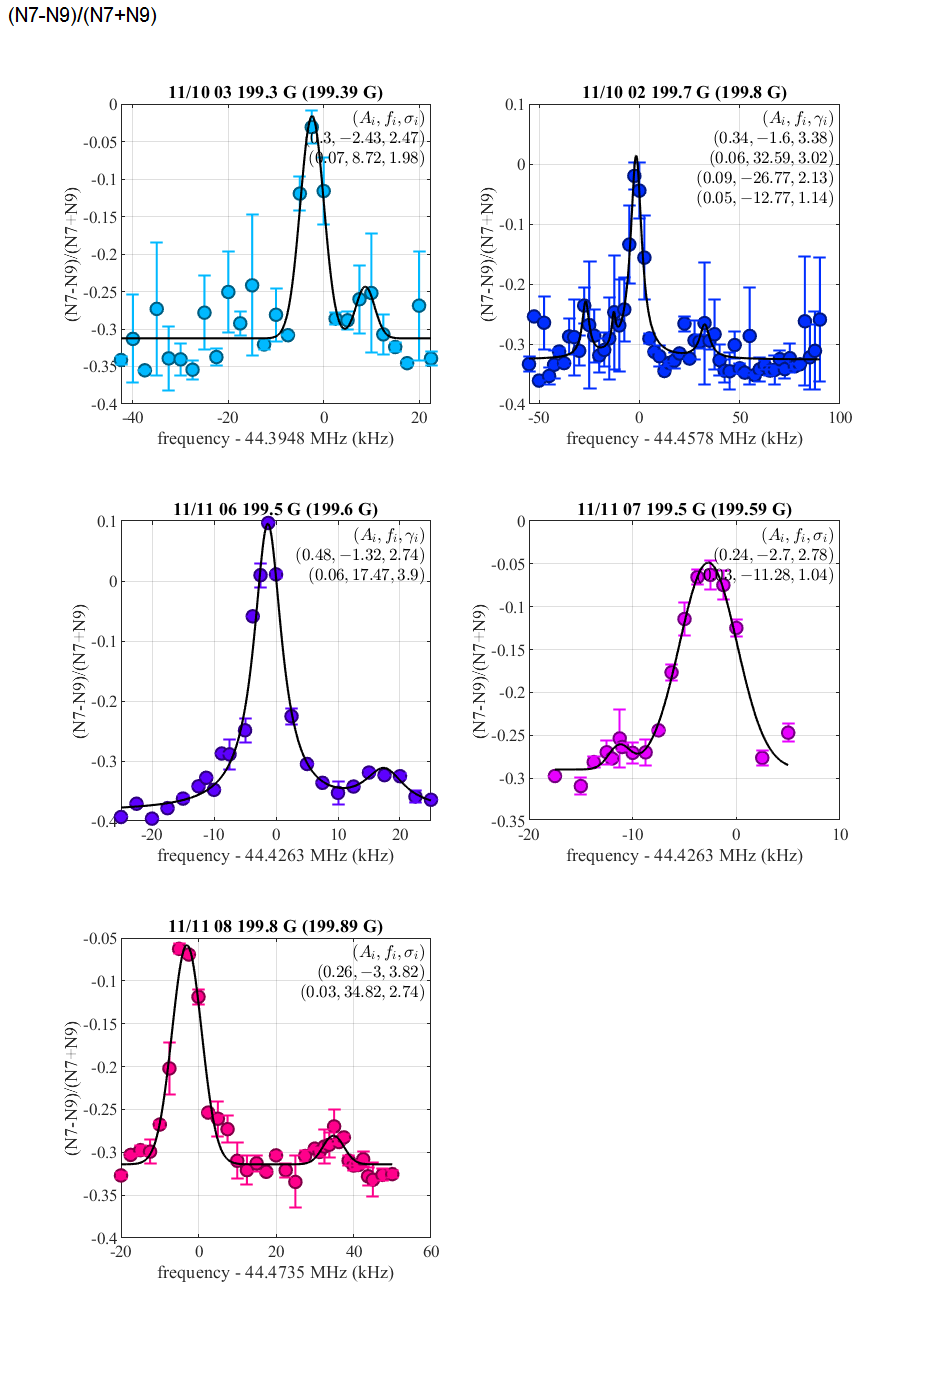 (N7-N9)/(N7+N9)
11/10 03 199.3 G (199.39 G)
(A_i, f_i, σ_i)
.3, −2.43, 2.47)
(0.07, 8.72, 1.98)
0
-0.05
-0.1
-0.15
-0.2
-0.25
-0.3
-0.35
-0.4
(N7-N9)/(N7+N9)
-40
-20
0
20
frequency - 44.3948 MHz (kHz)
11/10 02 199.7 G (199.8 G)
(A_i, f_i, γ_i)
(0.34, −1.6, 3.38)
(0.06, 32.59, 3.02)
(0.09, −26.77, 2.13)
(0.05, −12.77, 1.14)
0.1
0
-0.1
-0.2
-0.3
-0.4
(N7-N9)/(N7+N9)
-50
0
50
100
frequency - 44.4578 MHz (kHz)
11/11 06 199.5 G (199.6 G)
(A_i, f_i, γ_i)
(0.48, −1.32, 2.74)
(0.06, 17.47, 3.9)
0.1
0
-0.1
-0.2
-0.3
-0.4
(N7-N9)/(N7+N9)
-20
-10
0
10
20
frequency - 44.4263 MHz (kHz)
11/11 07 199.5 G (199.59 G)
(A_i, f_i, σ_i)
(0.24, −2.7, 2.78)
3, −11.28, 1.04)
0
-0.05
-0.1
-0.15
-0.2
-0.25
-0.3
-0.35
(N7-N9)/(N7+N9)
-20
-10
0
10
frequency - 44.4263 MHz (kHz)
11/11 08 199.8 G (199.89 G)
(A_i, f_i, σ_i)
(0.26, −3, 3.82)
(0.03, 34.82, 2.74)
-0.05
-0.1
-0.15
-0.2
-0.25
-0.3
-0.35
-0.4
(N7-N9)/(N7+N9)
-20
0
20
40
60
frequency - 44.4735 MHz (kHz)